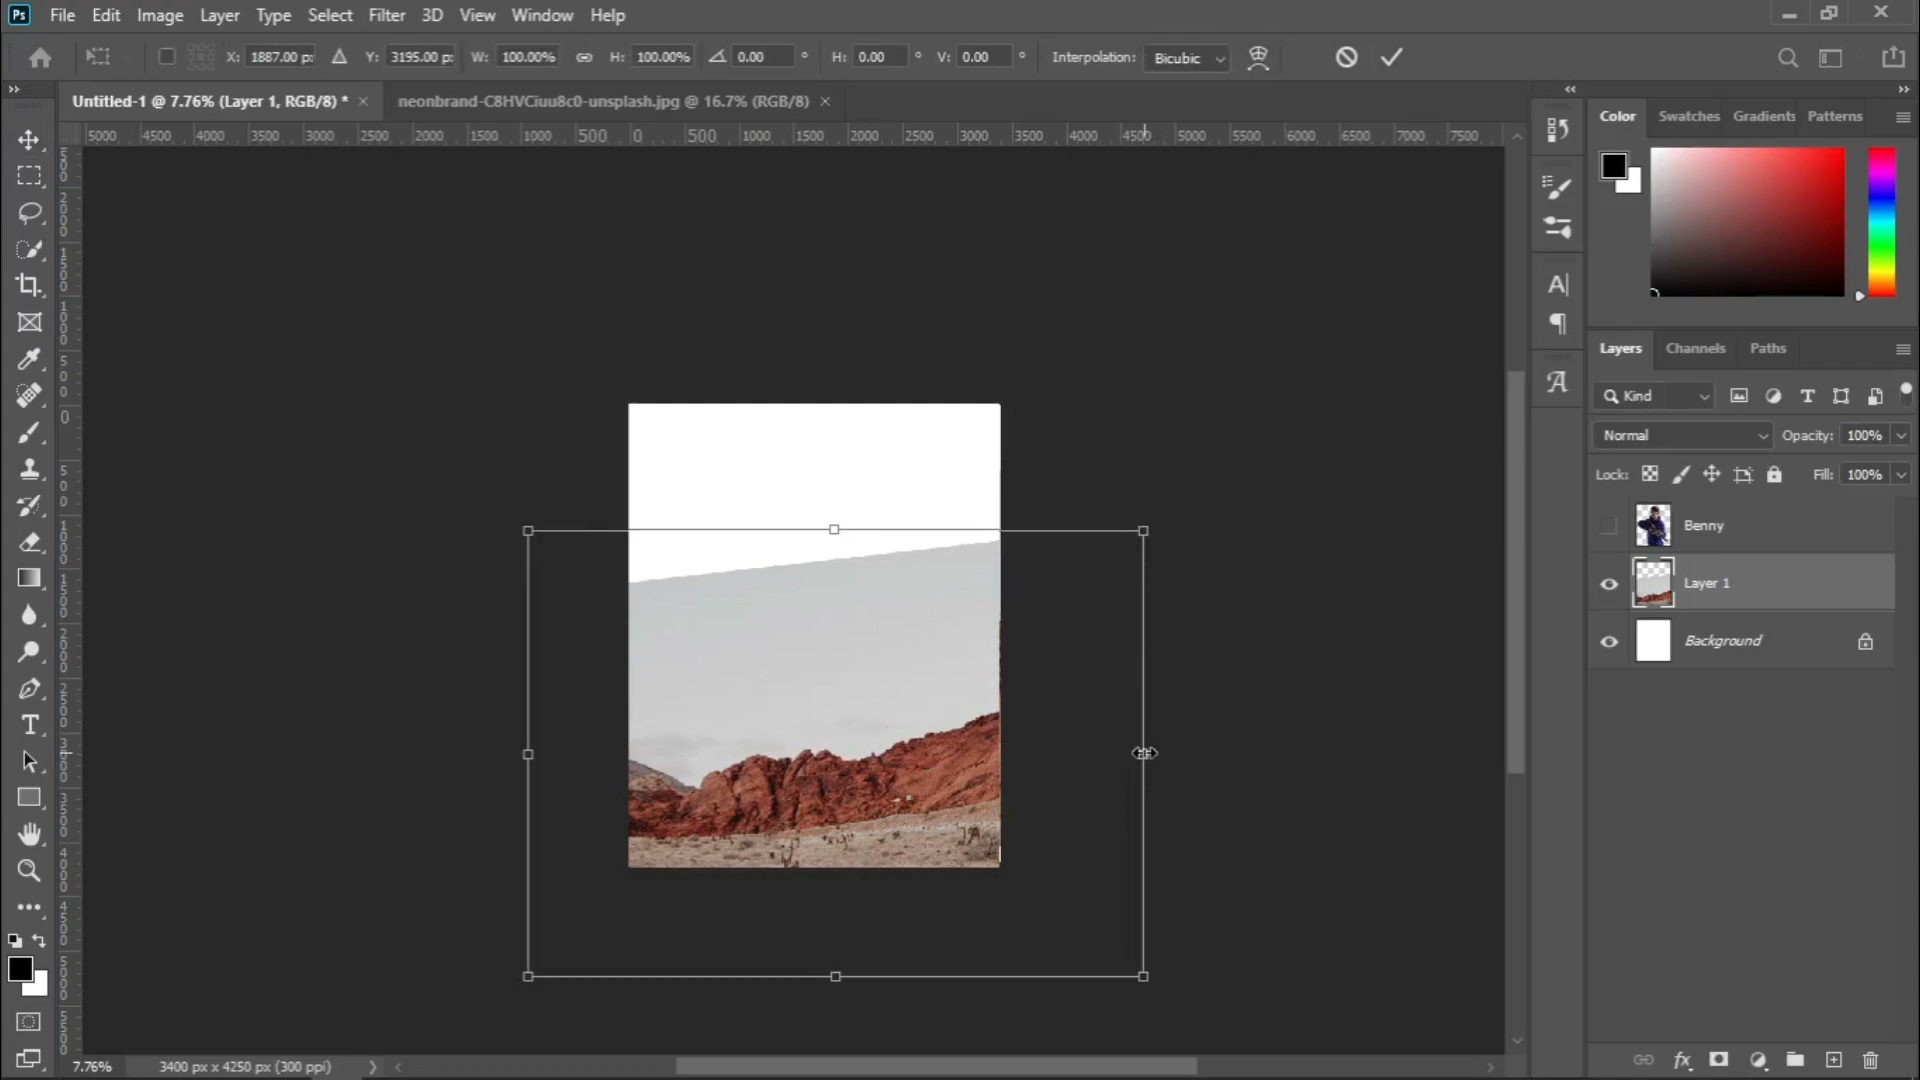 Ps File Edit Image Layer Type Select Filter 3D View Window Help
X: 1887.00 px Y: 3195.00 px W: 100.00% H: 100.00% 0.00 ° H: 0.00 ° V: 0.00 ° Interpolation: Bicubic
Untitled-1 @ 7.76% (Layer 1, RGB/8) * × neonbrand-C8HVCiuu8c0-unsplash.jpg @ 16.7% (RGB/8) ×
5000 4500 4000 3500 3000 2500 2000 1500 1000 500 0 500 1000 1500 2000 2500 3000 3500 4000 4500 5000 5500 6000 6500 7000 7500
Color Swatches Gradients Patterns
Layers Channels Paths
Kind
Normal Opacity: 100%
Lock: Fill: 100%
Benny
Layer 1
Background
7.76% 3400 px x 4250 px (300 ppi)